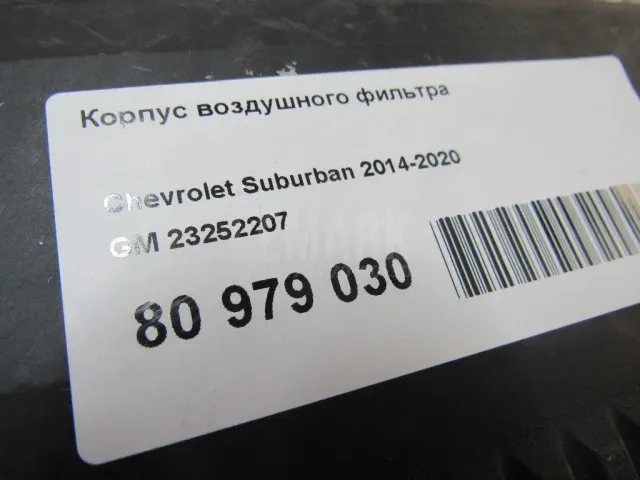 Корпус воздушного фильтра
Chevrolet Suburban 2014-2020
GM 23252207
80 979 030